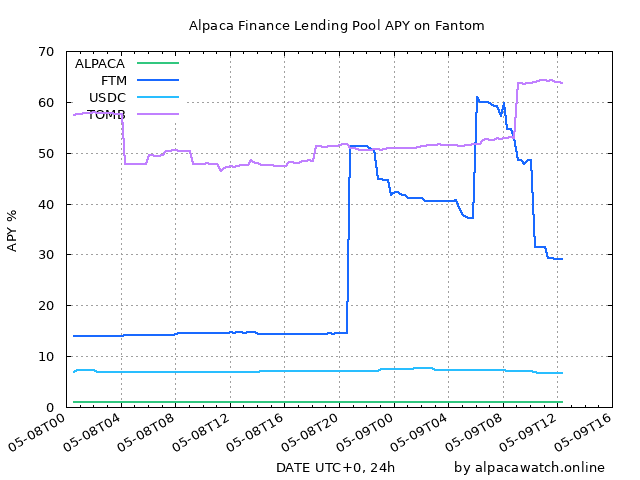 Alpaca Finance Lending Pool APY on Fantom
70
60
50
40
30
20
10
0
APY %
ALPACA
FTM
USDC
TOMB
05-08T00
05-08T04
05-08T08
05-08T12
05-08T16
05-08T20
05-09T00
05-09T04
05-09T08
05-09T12
05-09T16
DATE UTC+0, 24h
by alpacawatch.online